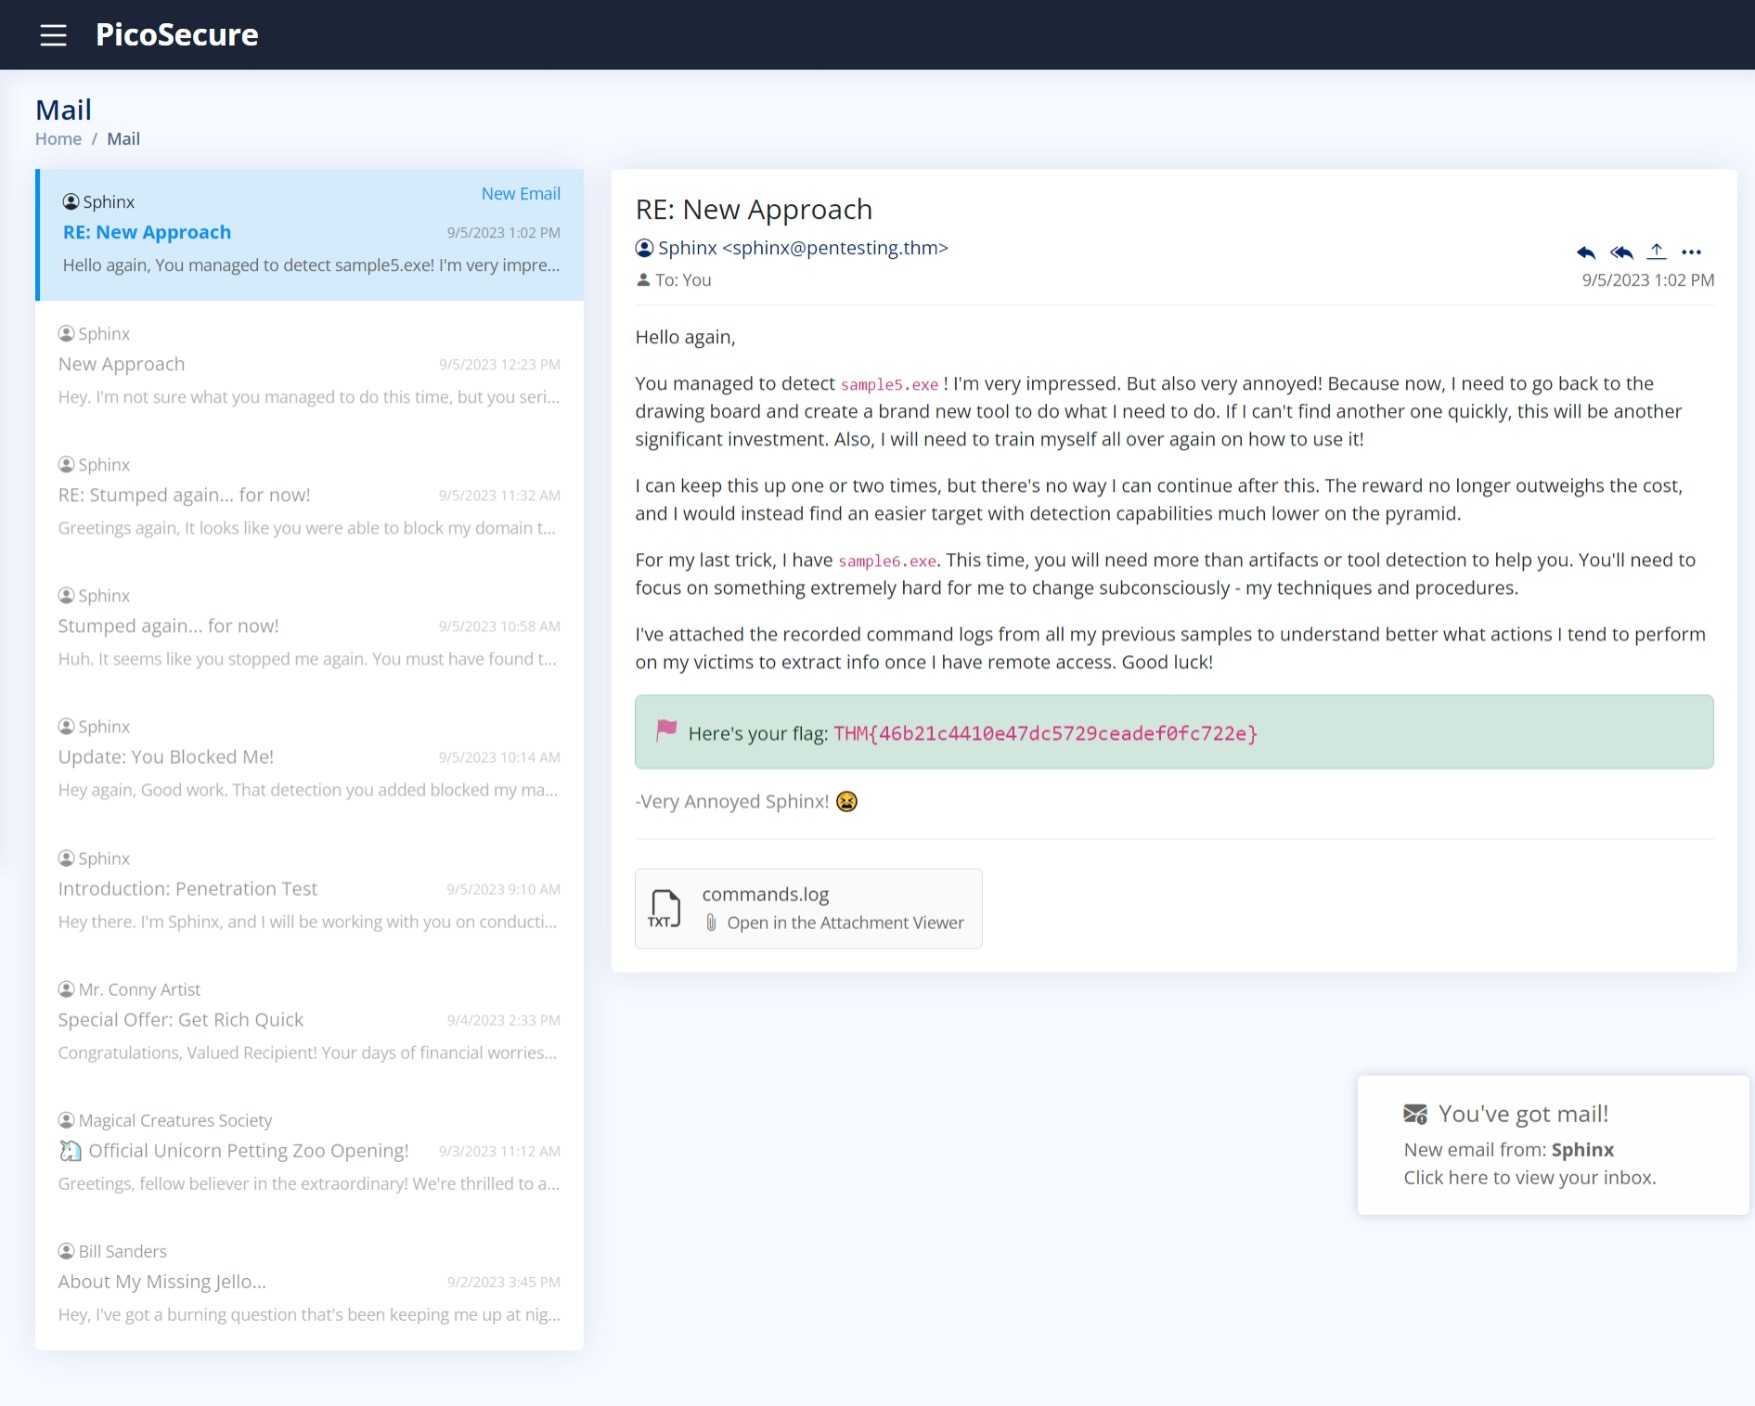 PicoSecure
Mail
Home / Mail
Sphinx
New Email
RE: New Approach
9/5/2023 1:02 PM
Hello again, You managed to detect sample5.exe! I'm very impre...
Sphinx
New Approach
9/5/2023 12:23 PM
Hey. I'm not sure what you managed to do this time, but you seri...
Sphinx
RE: Stumped again... for now!
9/5/2023 11:32 AM
Greetings again, It looks like you were able to block my domain t...
Sphinx
Stumped again... for now!
9/5/2023 10:58 AM
Huh. It seems like you stopped me again. You must have found t...
Sphinx
Update: You Blocked Me!
9/5/2023 10:14 AM
Hey again, Good work. That detection you added blocked my ma...
Sphinx
Introduction: Penetration Test
9/5/2023 9:10 AM
Hey there. I'm Sphinx, and I will be working with you on conducti...
Mr. Conny Artist
Special Offer: Get Rich Quick
9/4/2023 2:33 PM
Congratulations, Valued Recipient! Your days of financial worries...
Magical Creatures Society
Official Unicorn Petting Zoo Opening!
9/3/2023 11:12 AM
Greetings, fellow believer in the extraordinary! We're thrilled to a...
Bill Sanders
About My Missing Jello...
9/2/2023 3:45 PM
Hey, I've got a burning question that's been keeping me up at nig...
RE: New Approach
Sphinx <sphinx@pentesting.thm>
To: You
9/5/2023 1:02 PM
Hello again,
You managed to detect sample5.exe ! I'm very impressed. But also very annoyed! Because now, I need to go back to the
drawing board and create a brand new tool to do what I need to do. If I can't find another one quickly, this will be another
significant investment. Also, I will need to train myself all over again on how to use it!
I can keep this up one or two times, but there's no way I can continue after this. The reward no longer outweighs the cost,
and I would instead find an easier target with detection capabilities much lower on the pyramid.
For my last trick, I have sample6.exe. This time, you will need more than artifacts or tool detection to help you. You'll need to
focus on something extremely hard for me to change subconsciously - my techniques and procedures.
I've attached the recorded command logs from all my previous samples to understand better what actions I tend to perform
on my victims to extract info once I have remote access. Good luck!
Here's your flag: THM{46b21c4410e47dc5729ceadef0fc722e}
-Very Annoyed Sphinx!
TXT
commands.log
Open in the Attachment Viewer
You've got mail!
New email from: Sphinx
Click here to view your inbox.